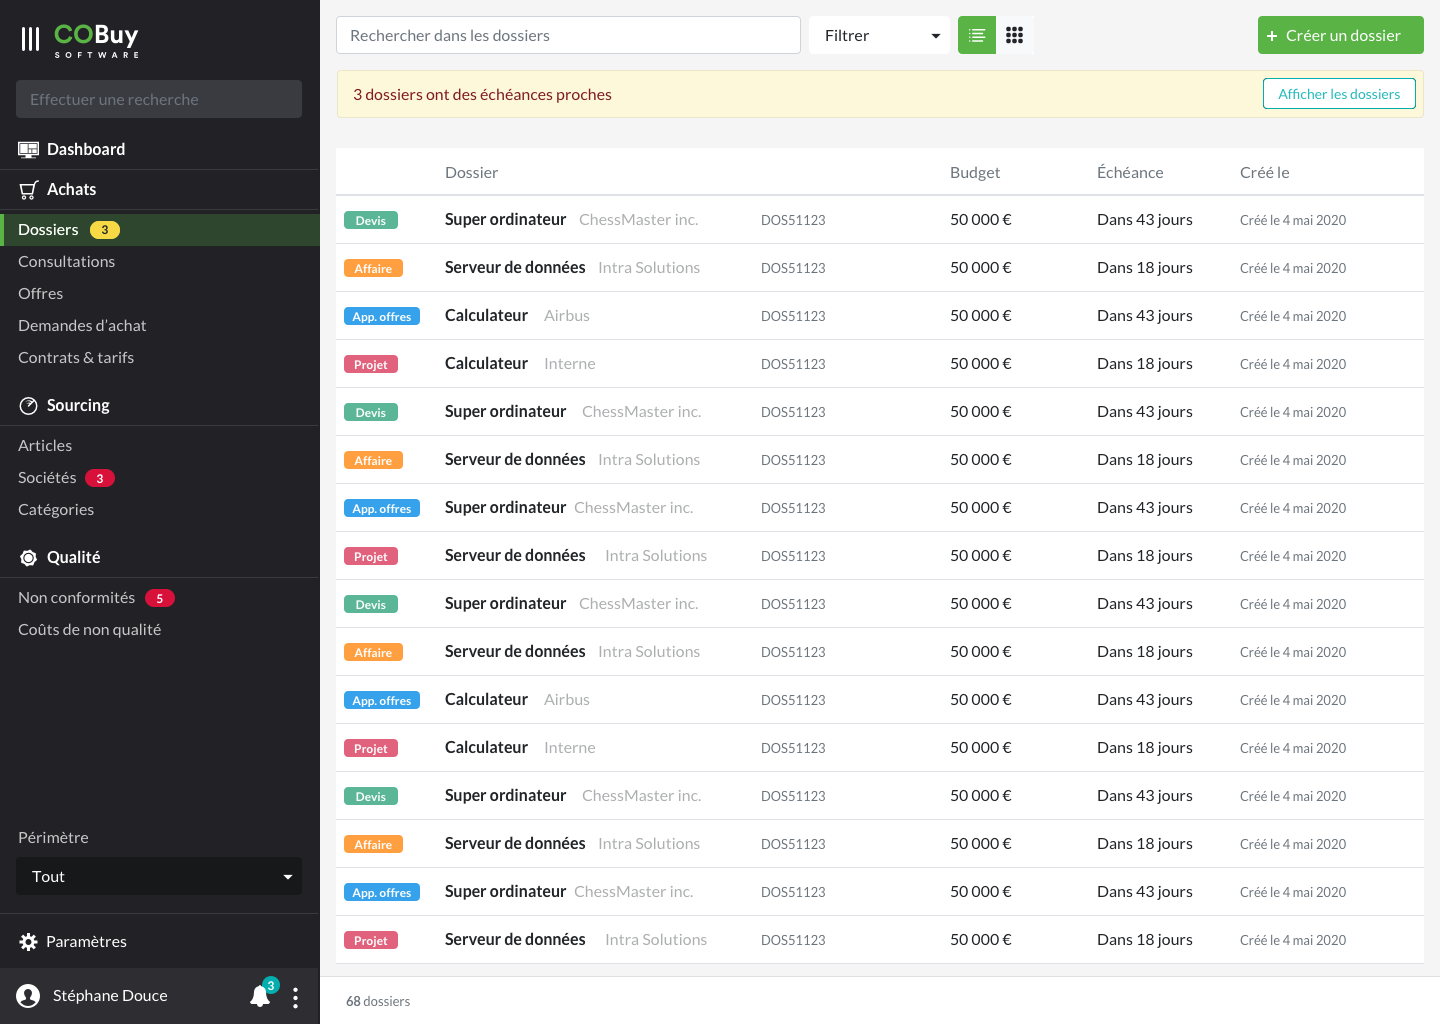 COBuy
SOFTWARE
Effectuer une recherche
Dashboard
Achats
Dossiers 3
Consultations
Offres
Demandes d’achat
Contrats & tarifs
Sourcing
Articles
Sociétés 3
Catégories
Qualité
Non conformités 5
Coûts de non qualité
Périmètre
Tout
Paramètres
Stéphane Douce 3
Rechercher dans les dossiers Filtrer + Créer un dossier
3 dossiers ont des échéances proches Afficher les dossiers
Dossier Budget Échéance Créé le
Devis Super ordinateur ChessMaster inc. DOS51123 50 000 € Dans 43 jours Créé le 4 mai 2020
Affaire Serveur de données Intra Solutions DOS51123 50 000 € Dans 18 jours Créé le 4 mai 2020
App. offres Calculateur Airbus DOS51123 50 000 € Dans 43 jours Créé le 4 mai 2020
Projet Calculateur Interne DOS51123 50 000 € Dans 18 jours Créé le 4 mai 2020
Devis Super ordinateur ChessMaster inc. DOS51123 50 000 € Dans 43 jours Créé le 4 mai 2020
Affaire Serveur de données Intra Solutions DOS51123 50 000 € Dans 18 jours Créé le 4 mai 2020
App. offres Super ordinateur ChessMaster inc. DOS51123 50 000 € Dans 43 jours Créé le 4 mai 2020
Projet Serveur de données Intra Solutions DOS51123 50 000 € Dans 18 jours Créé le 4 mai 2020
Devis Super ordinateur ChessMaster inc. DOS51123 50 000 € Dans 43 jours Créé le 4 mai 2020
Affaire Serveur de données Intra Solutions DOS51123 50 000 € Dans 18 jours Créé le 4 mai 2020
App. offres Calculateur Airbus DOS51123 50 000 € Dans 43 jours Créé le 4 mai 2020
Projet Calculateur Interne DOS51123 50 000 € Dans 18 jours Créé le 4 mai 2020
Devis Super ordinateur ChessMaster inc. DOS51123 50 000 € Dans 43 jours Créé le 4 mai 2020
Affaire Serveur de données Intra Solutions DOS51123 50 000 € Dans 18 jours Créé le 4 mai 2020
App. offres Super ordinateur ChessMaster inc. DOS51123 50 000 € Dans 43 jours Créé le 4 mai 2020
Projet Serveur de données Intra Solutions DOS51123 50 000 € Dans 18 jours Créé le 4 mai 2020
68 dossiers